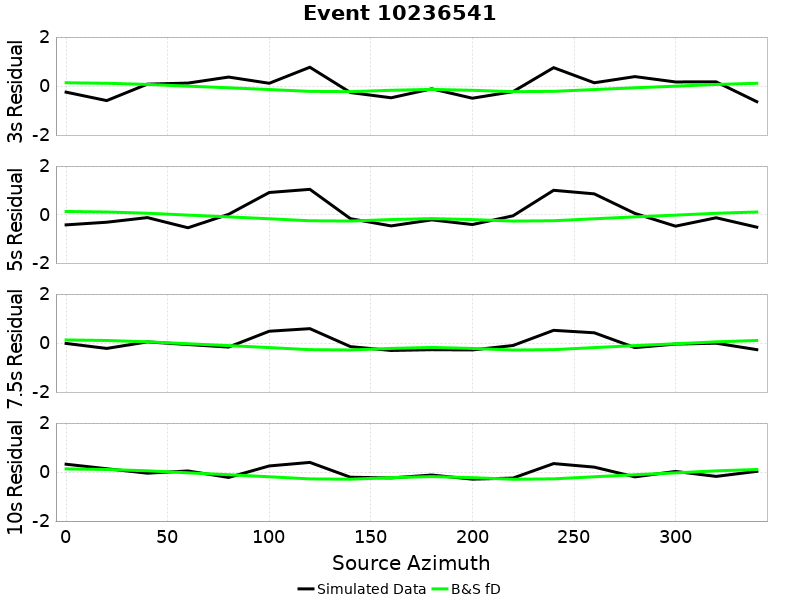 Event 10236541
3s Residual
2
0
-2
5s Residual
2
0
-2
7.5s Residual
2
0
-2
10s Residual
2
0
-2
0 50 100 150 200 250 300
Source Azimuth
Simulated Data B&S fD